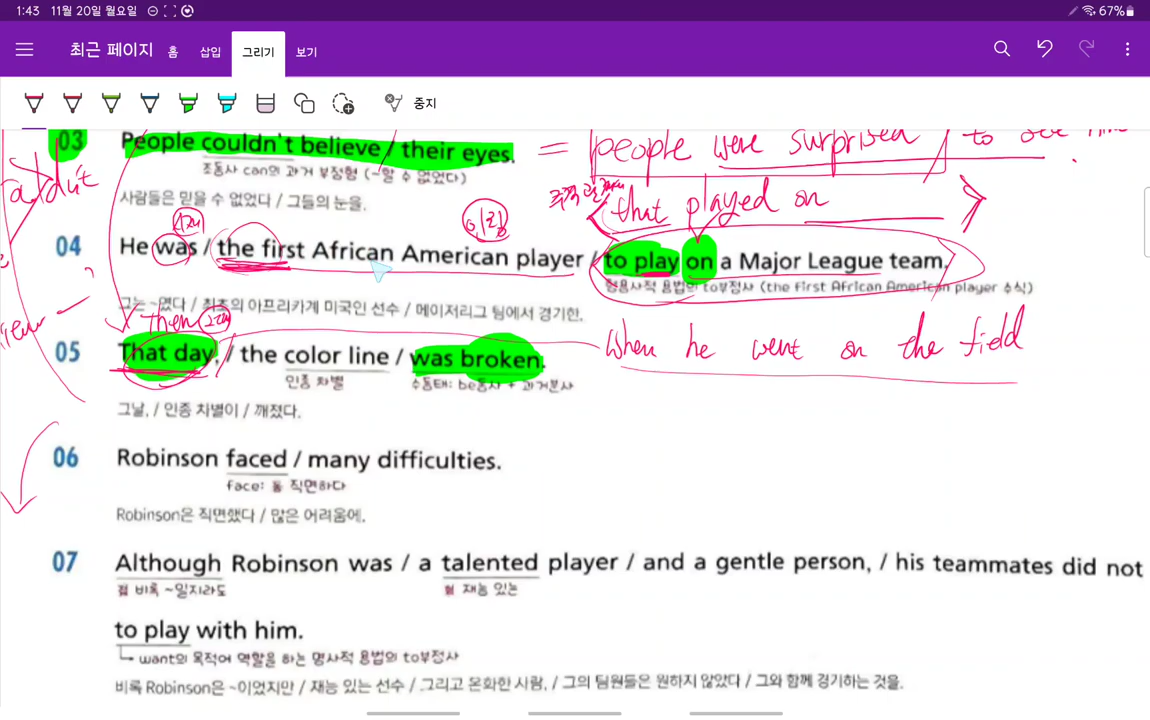 1:43 11월 20일 월요일 67%
최근 페이지 홈 삽입 그리기 보기
중지
03 People couldn't believe / their eyes. = people were surprised / to see him
조동사 can의 과거 부정형 (~할 수 없었다)
사람들은 믿을 수 없었다 / 그들의 눈을.
that played on
04 He was / the first African American player / to play on a Major League team.
형용사적 용법의 to부정사 (the first African American player 수식)
그는 ~였다 / 최초의 아프리카계 미국인 선수 / 메이저리그 팀에서 경기한.
then
05 That day, / the color line / was broken. when he went on the field
인종 차별 수동태: be동사 + 과거분사
그날, / 인종 차별이 / 깨졌다.
06 Robinson faced / many difficulties.
face: 동 직면하다
Robinson은 직면했다 / 많은 어려움에.
07 Although Robinson was / a talented player / and a gentle person, / his teammates did not
접 비록 ~일지라도 형 재능 있는
to play with him.
want의 목적어 역할을 하는 명사적 용법의 to부정사
비록 Robinson은 ~이었지만 / 재능 있는 선수 / 그리고 온화한 사람, / 그의 팀원들은 원하지 않았다 / 그와 함께 경기하는 것을.